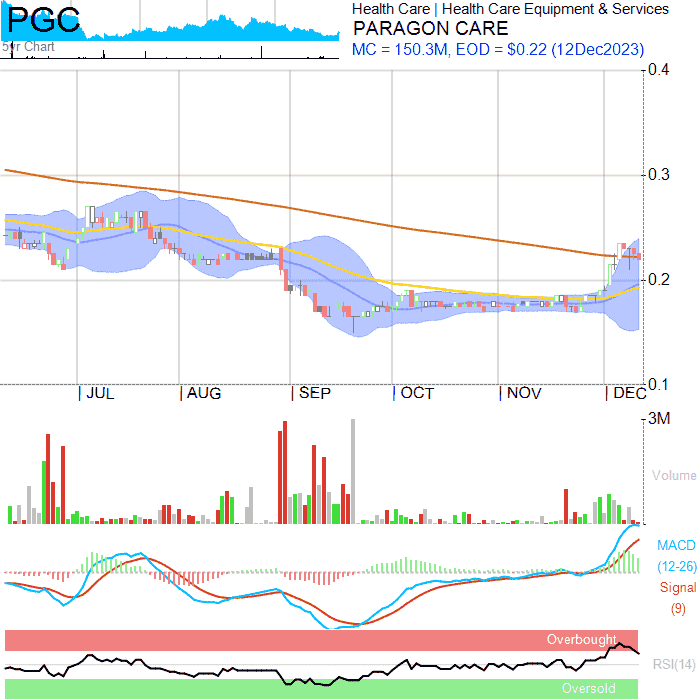 PGC
5yr Chart
Health Care | Health Care Equipment & Services
PARAGON CARE
MC = 150.3M, EOD = $0.22 (12Dec2023)
0.4
0.3
0.2
0.1
| JUL | AUG | SEP | OCT | NOV | DEC
3M
Volume
MACD
(12-26)
Signal
(9)
Overbought
RSI(14)
Oversold